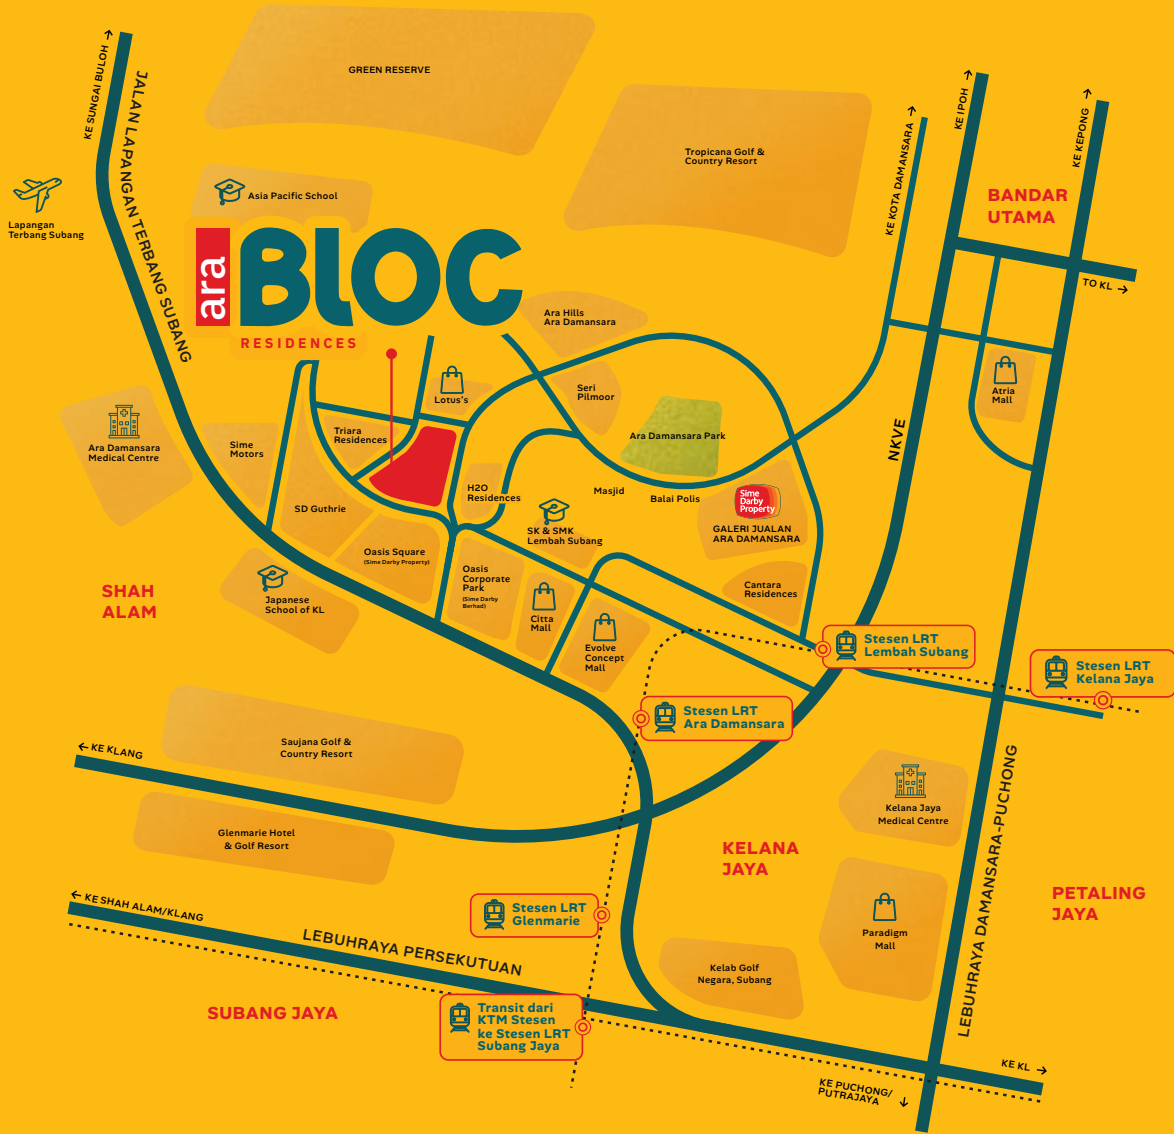 KE SUNGAI BULOH
JALAN LAPANGAN TERBANG SUBANG
GREEN RESERVE
Tropicana Golf &
Country Resort
KE KOTA DAMANSARA
KE IPOH
KE KEPONG
BANDAR
UTAMA
TO KL
Lapangan
Terbang Subang
Asia Pacific School
ara
BLOC
RESIDENCES
Ara Hills
Ara Damansara
Lotus's
Seri
Pilmoor
Atria
Mall
Ara Damansara
Medical Centre
Sime
Motors
Triara
Residences
Ara Damansara Park
NKVE
H2O
Residences
Masjid
Balai Polis
Sime
Darby
Property
GALERI JUALAN
ARA DAMANSARA
SD Guthrie
SK & SMK
Lembah Subang
Oasis Square
(Sime Darby Property)
Oasis
Corporate
Park
(Sime Darby
Berhad)
Citta
Mall
Evolve
Concept
Mall
Cantara
Residences
SHAH
ALAM
Japanese
School of KL
Stesen LRT
Lembah Subang
Stesen LRT
Kelana Jaya
Stesen LRT
Ara Damansara
KE KLANG
Saujana Golf &
Country Resort
Glenmarie Hotel
& Golf Resort
Kelana Jaya
Medical Centre
KELANA
JAYA
LEBUHRAYA DAMANSARA-PUCHONG
PETALING
JAYA
Paradigm
Mall
KE SHAH ALAM/KLANG
LEBUHRAYA PERSEKUTUAN
Stesen LRT
Glenmarie
Kelab Golf
Negara, Subang
SUBANG JAYA
Transit dari
KTM Stesen
ke Stesen LRT
Subang Jaya
KE KL
KE PUCHONG/
PUTRAJAYA